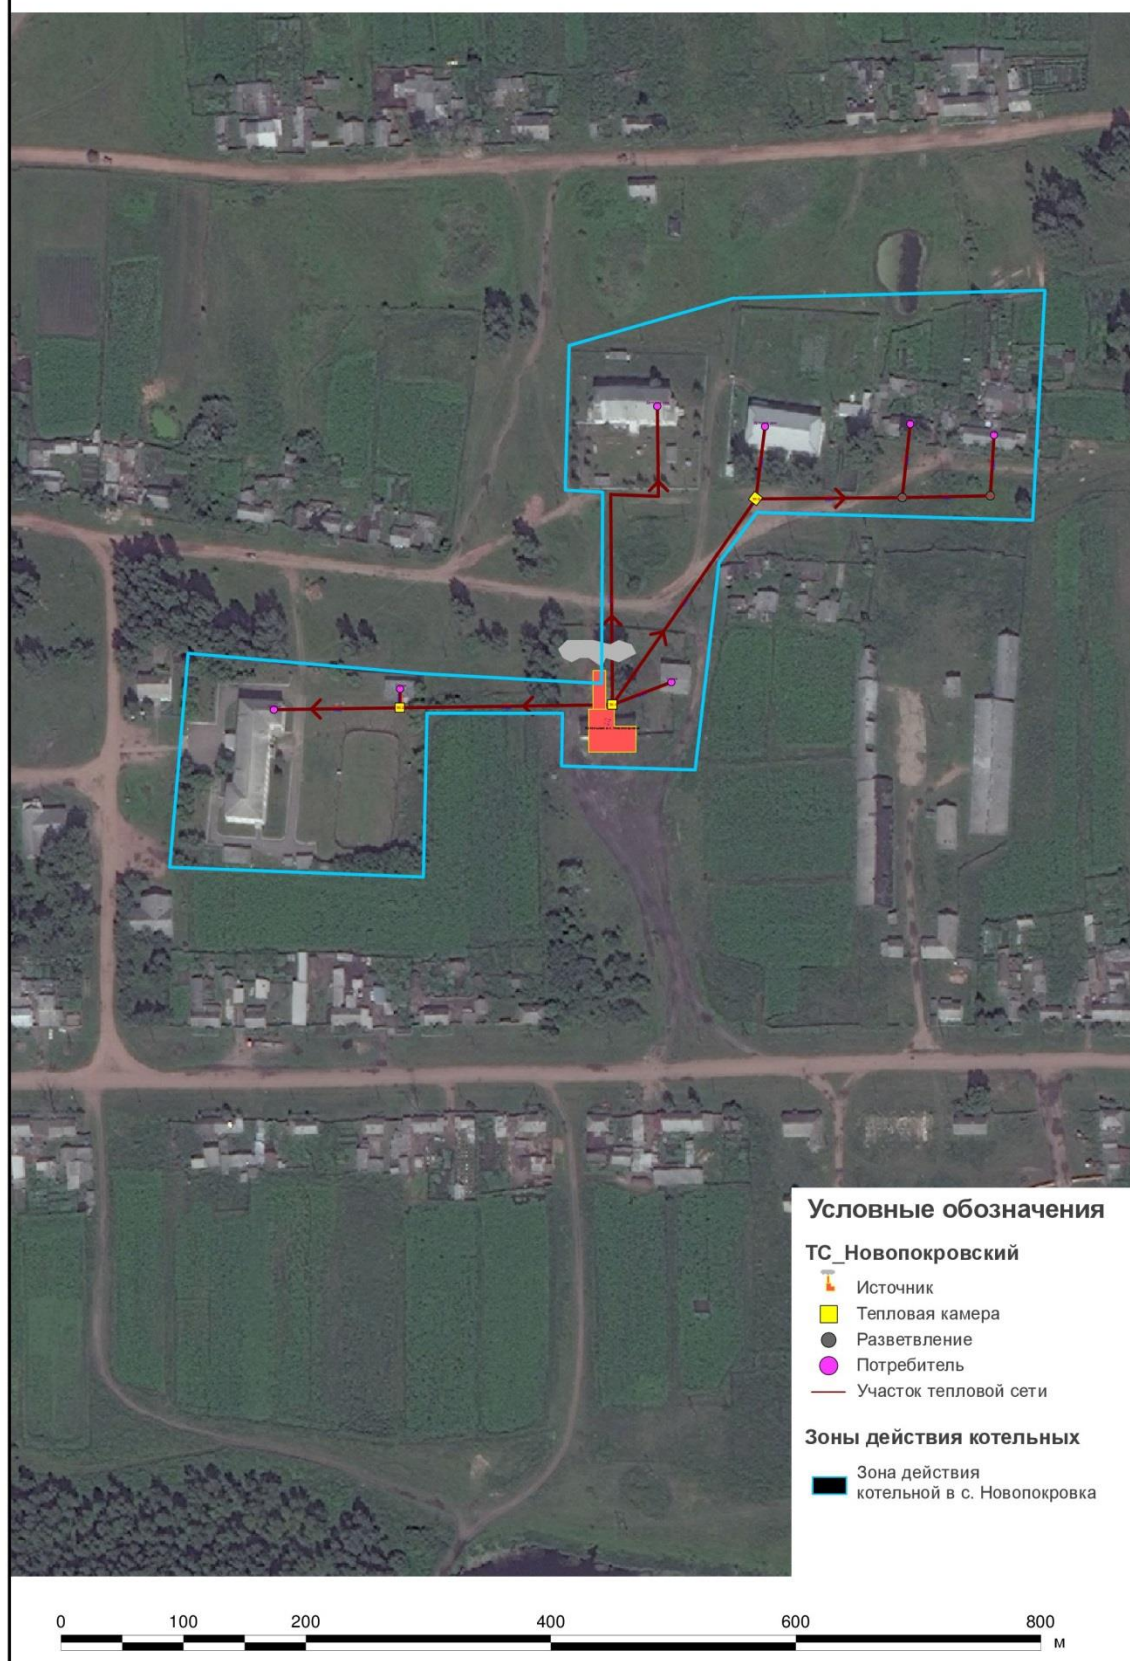 Условные обозначения
ТС_Новопокровский
Источник
Тепловая камера
Разветвление
Потребитель
Участок тепловой сети
Зоны действия котельных
Зона действия
котельной в с. Новопокровка
0 100 200 400 600 800
м